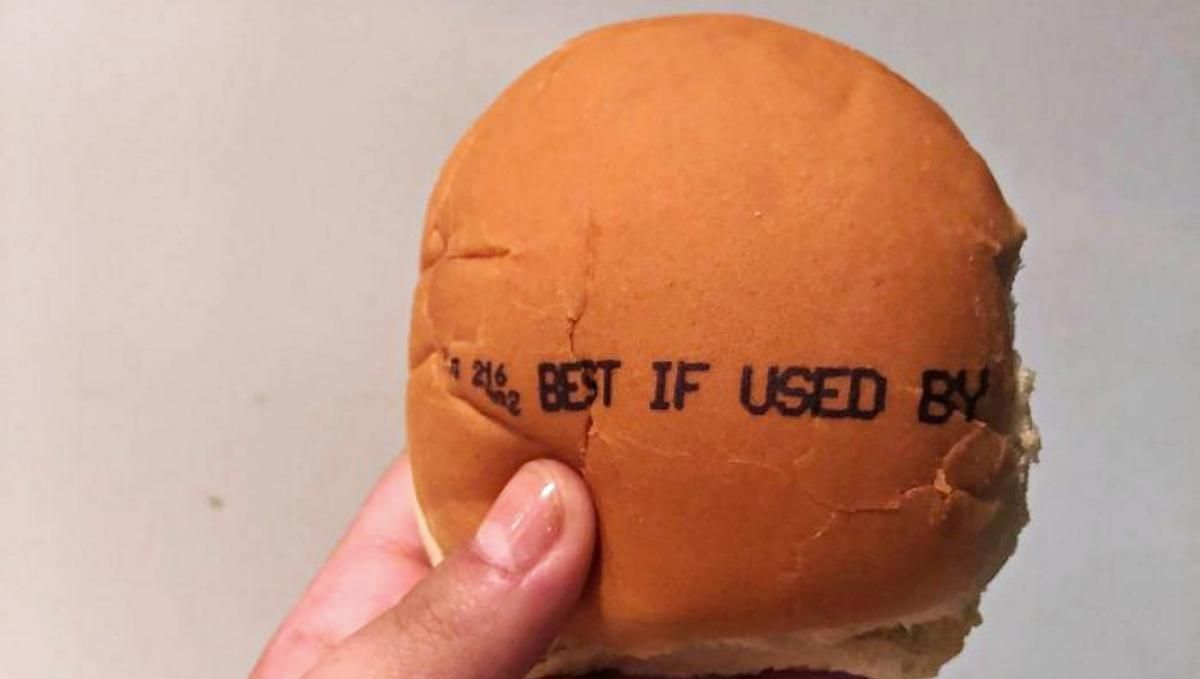 216 BEST IF USED BY